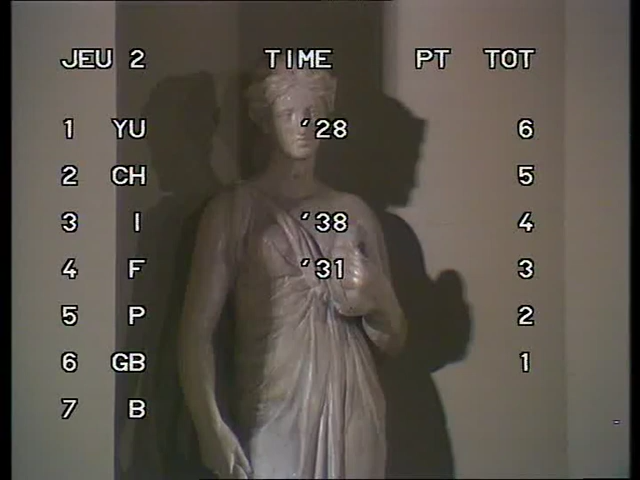 JEU 2 TIME PT TOT
1 YU '28 6
2 CH 5
3 I '38 4
4 F '31 3
5 P 2
6 GB 1
7 B